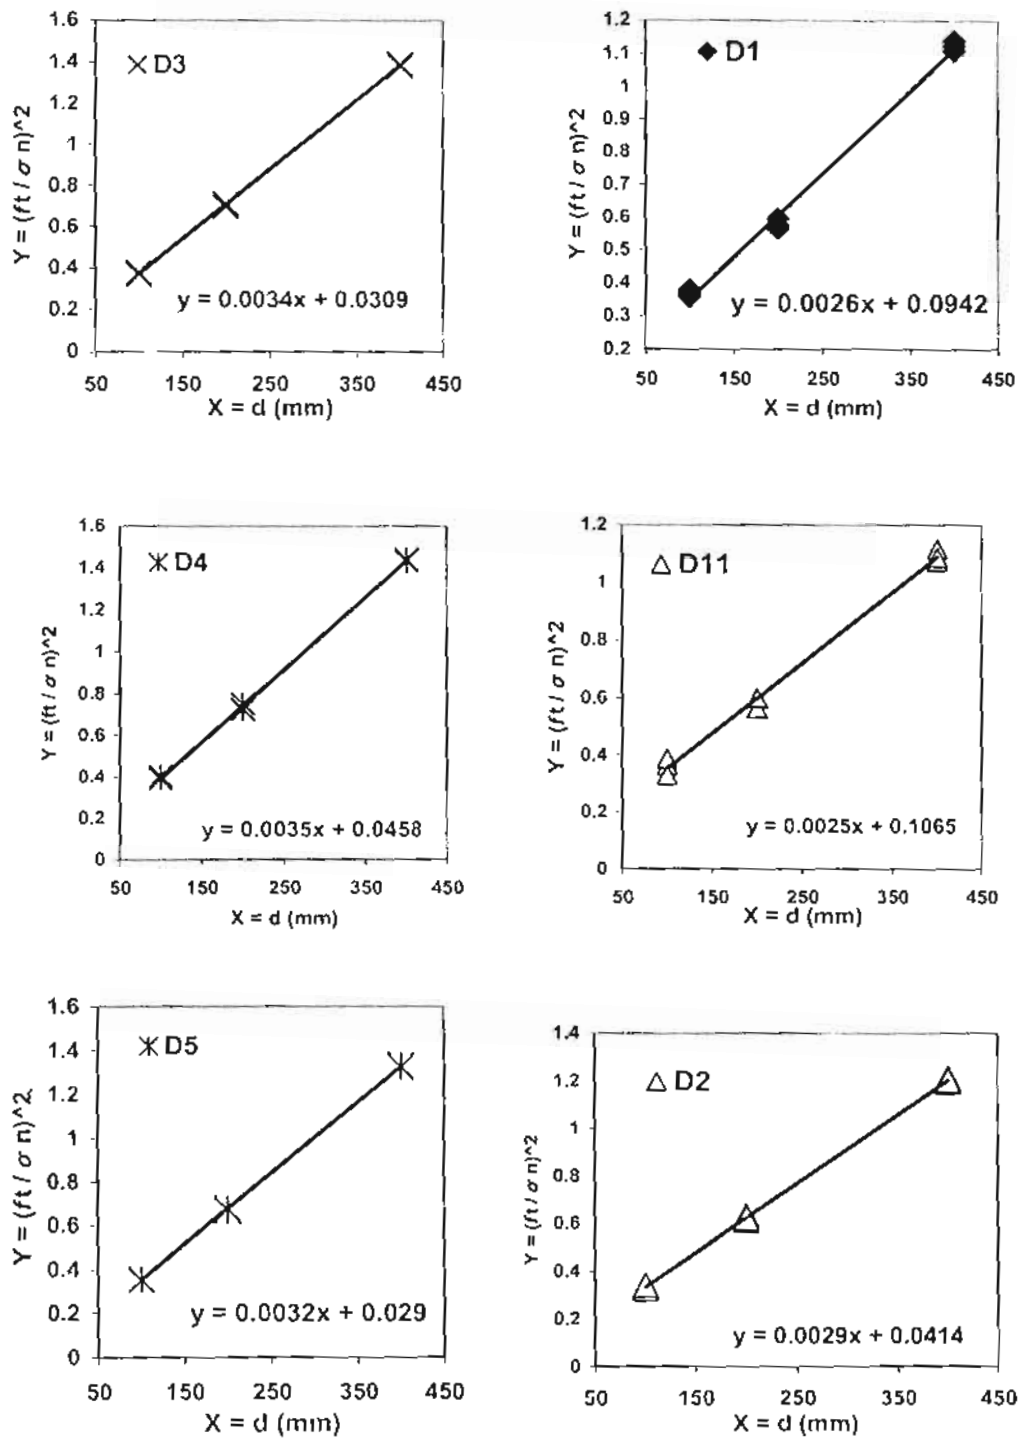 1.6
1.4
1.2
1
0.8
0.6
0.4
0.2
0
Y = (ft / σ n)^2
D3
y = 0.0034x + 0.0309
50 150 250 350 450
X = d (mm)
1.2
1.1
1
0.9
0.8
0.7
0.6
0.5
0.4
0.3
0.2
Y = (ft / σ n)^2
D1
y = 0.0026x + 0.0942
50 150 250 350 450
X = d (mm)
1.6
1.4
1.2
1
0.8
0.6
0.4
0.2
0
Y = (ft / σ n)^2
D4
y = 0.0035x + 0.0458
50 150 250 350 450
X = d (mm)
1.2
1
0.8
0.6
0.4
0.2
0
Y = (ft / σ n)^2
D11
y = 0.0025x + 0.1065
50 150 250 350 450
X = d (mm)
1.6
1.4
1.2
1
0.8
0.6
0.4
0.2
0
Y = (ft / σ n)^2
D5
y = 0.0032x + 0.029
50 150 250 350 450
X = d (mm)
1.4
1.2
1
0.8
0.6
0.4
0.2
0
Y = (ft / σ n)^2
D2
y = 0.0029x + 0.0414
50 150 250 350 450
X = d (mm)